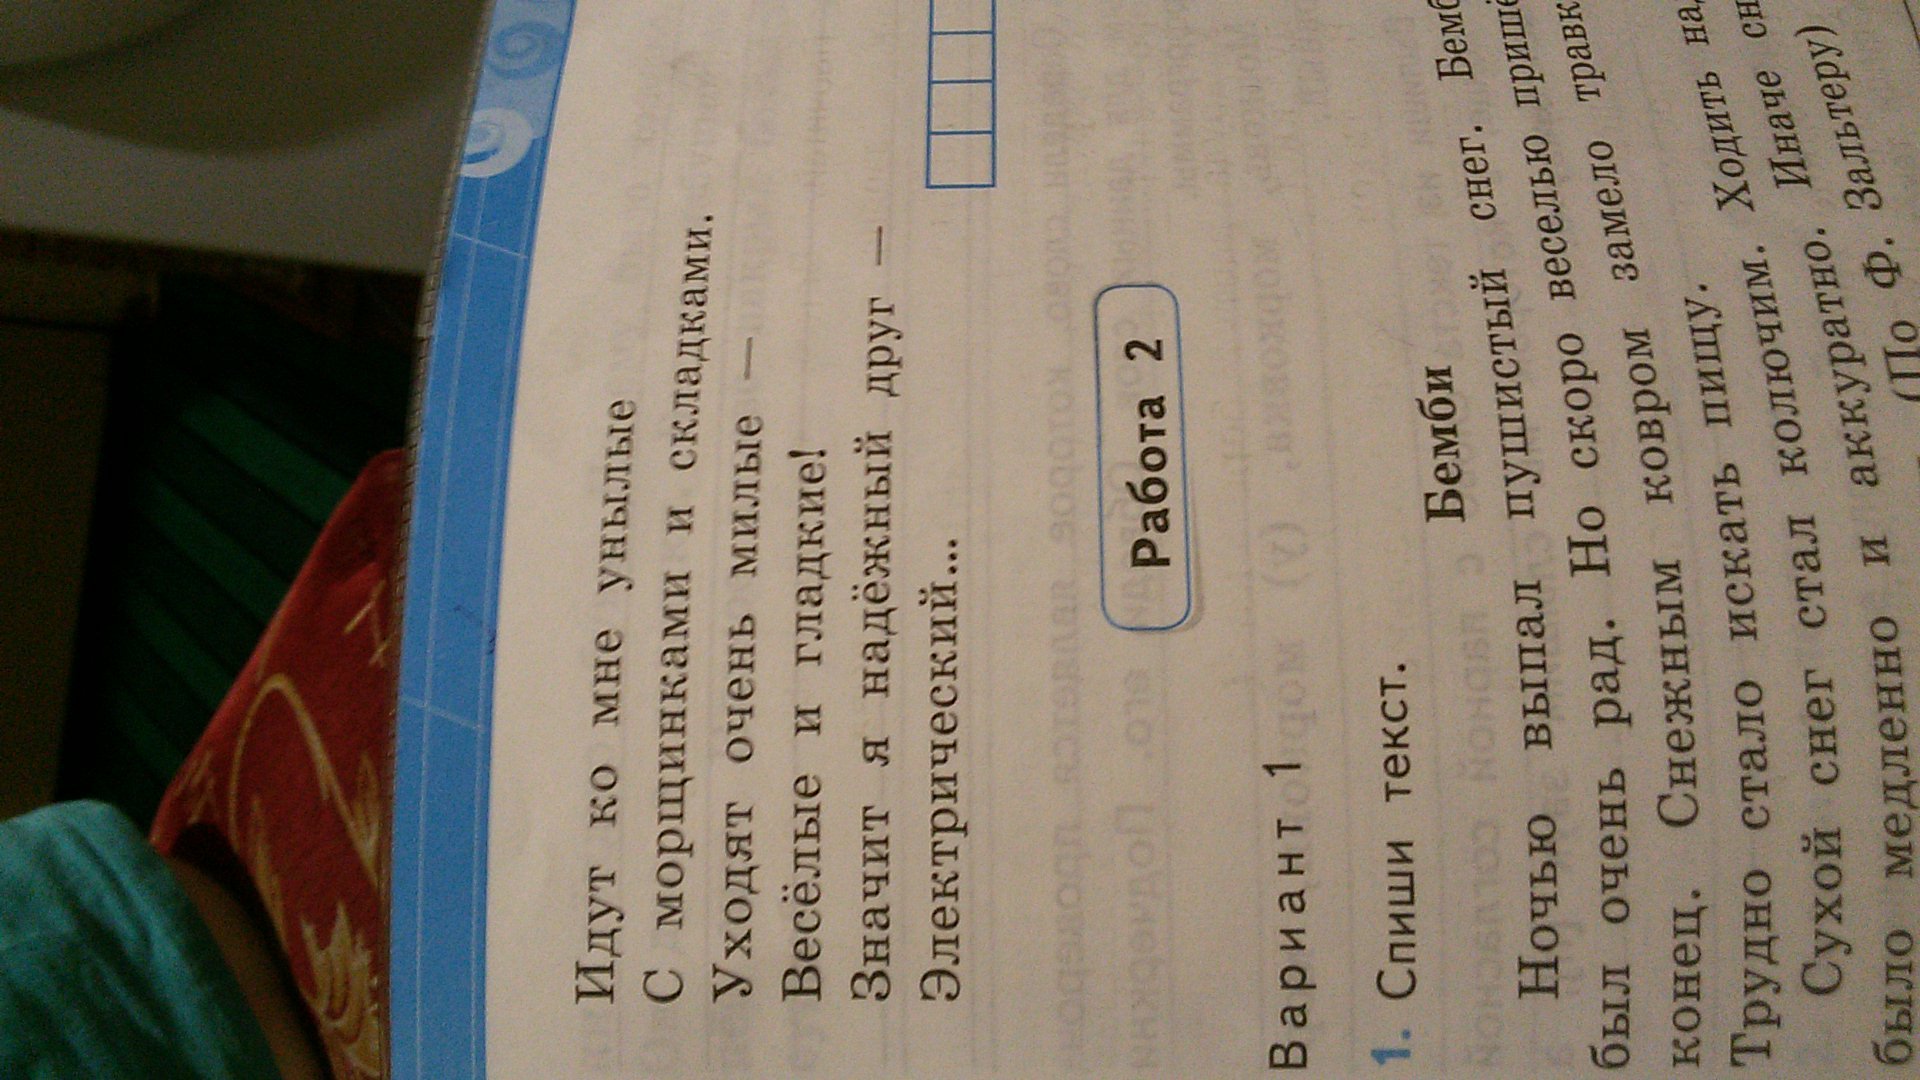 Идут ко мне унылые
С морщинками и складками.
Уходят очень милые —
Весёлые и гладкие!
Значит я надёжный друг —
Электрический...
Работа 2
Вариант 1
1. Спиши текст.
Бемби
Ночью выпал пушистый снег.
был очень рад. Но скоро веселью
конец. Снежным ковром замело
Трудно стало искать пищу. Ходить
Сухой снег стал колючим. Иначе
было медленно и аккуратно.
(По Ф. Зальтеру)